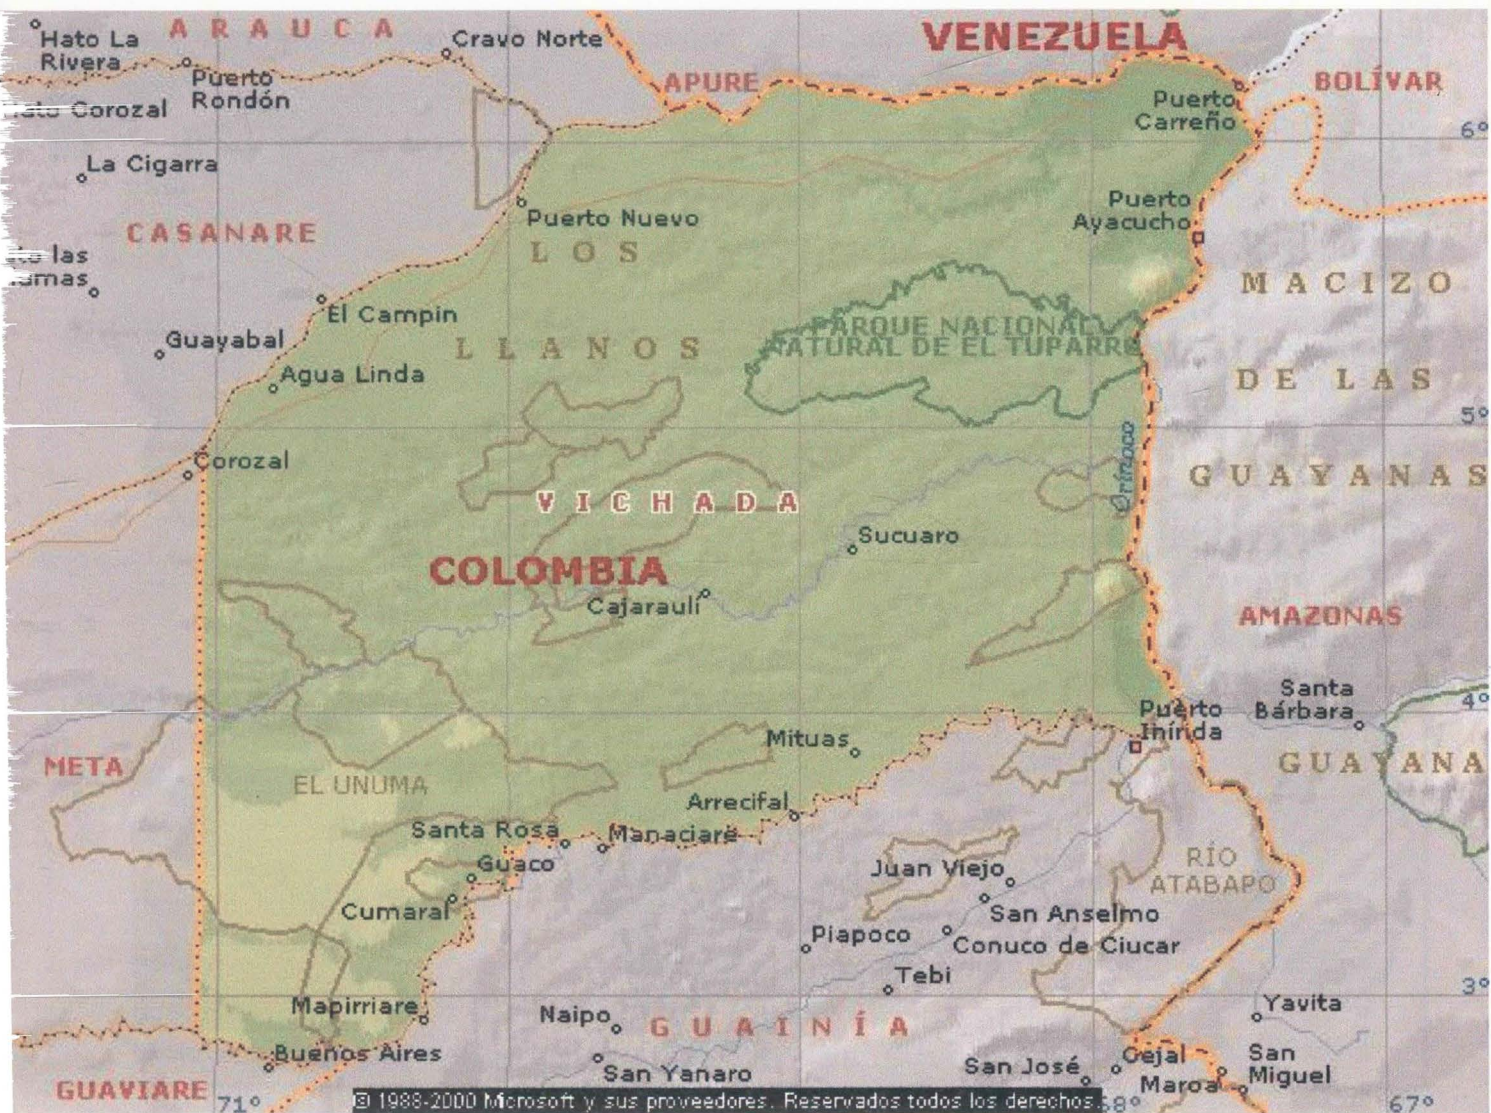 ARAUCA
VENEZUELA
Hato La
Rivera
Cravo Norte
Puerto
Rondón
APURE
BOLÍVAR
Corozal
Puerto
Carreño
6°
La Cigarra
Puerto Nuevo
Puerto
Ayacucho
CASANARE
LOS
las
El Campin
MACIZO
Guayabal
LLANOS
PARQUE NACIONAL
NATURAL DE EL TUPARRO
Agua Linda
DE LAS
5°
Corozal
Orinoco
GUAYANAS
VICHADA
Sucuaro
COLOMBIA
Cajaraulí
AMAZONAS
Santa
Bárbara
4°
Puerto
Inírida
Mituas
META
EL UNUMA
GUAYANA
Arrecifal
Santa Rosa
Manaciare
Guaco
Juan Viejo
RÍO
ATABAPO
Cumaral
San Anselmo
Piapoco
Conuco de Ciucar
Tebi
3°
Mapirriare
Naipo
GUAINÍA
Yavita
Buenos Aires
San Yanaro
San José
Cejal
San
Miguel
Maroa
GUAVIARE
71°
© 1988-2000 Microsoft y sus proveedores. Reservados todos los derechos.
68°
67°